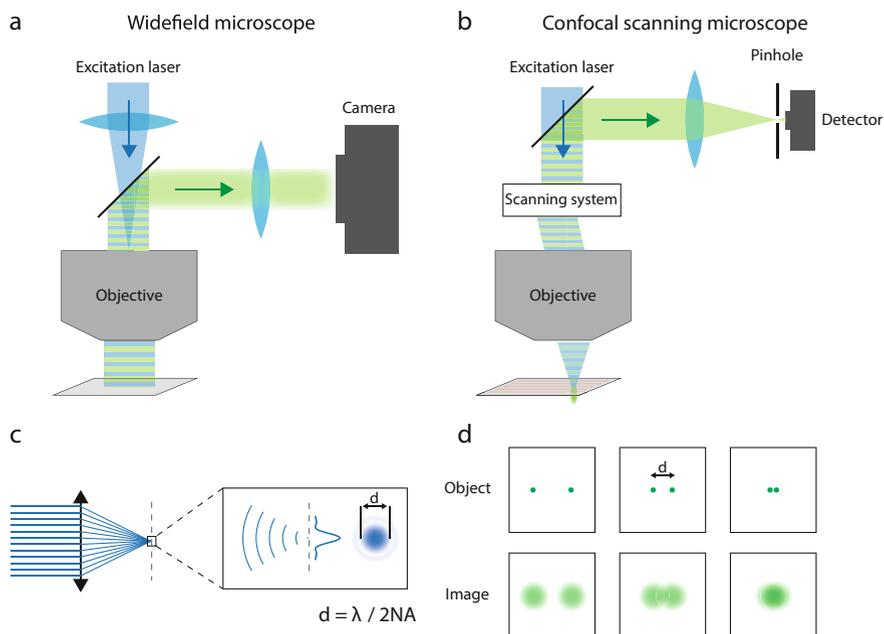 a
Widefield microscope
Excitation laser
Camera
Objective
b
Confocal scanning microscope
Pinhole
Excitation laser
Detector
Scanning system
Objective
c
d
d = λ / 2NA
d
Object
d
Image